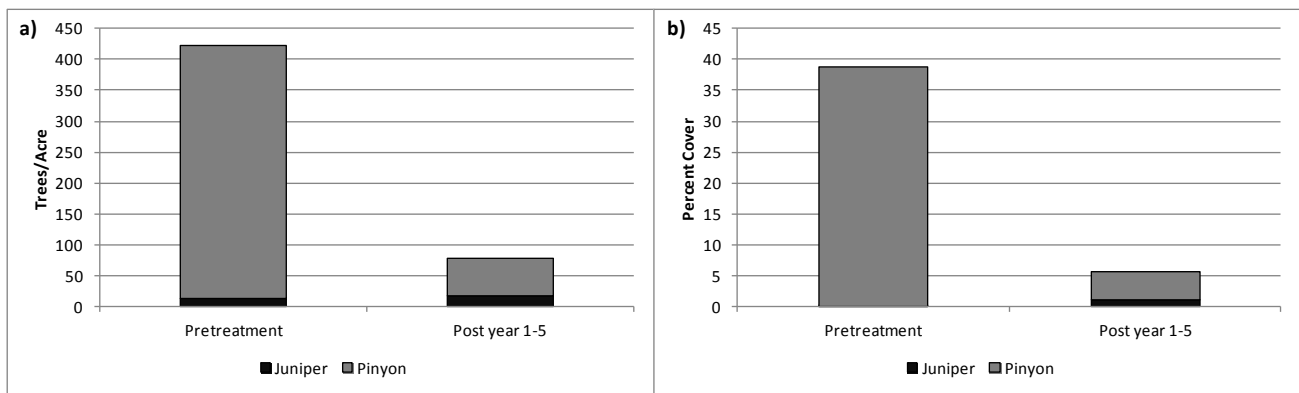 a)
Trees/Acre
450
400
350
300
250
200
150
100
50
0
Pretreatment
Post year 1-5
Juniper
Pinyon
b)
Percent Cover
45
40
35
30
25
20
15
10
5
0
Pretreatment
Post year 1-5
Juniper
Pinyon